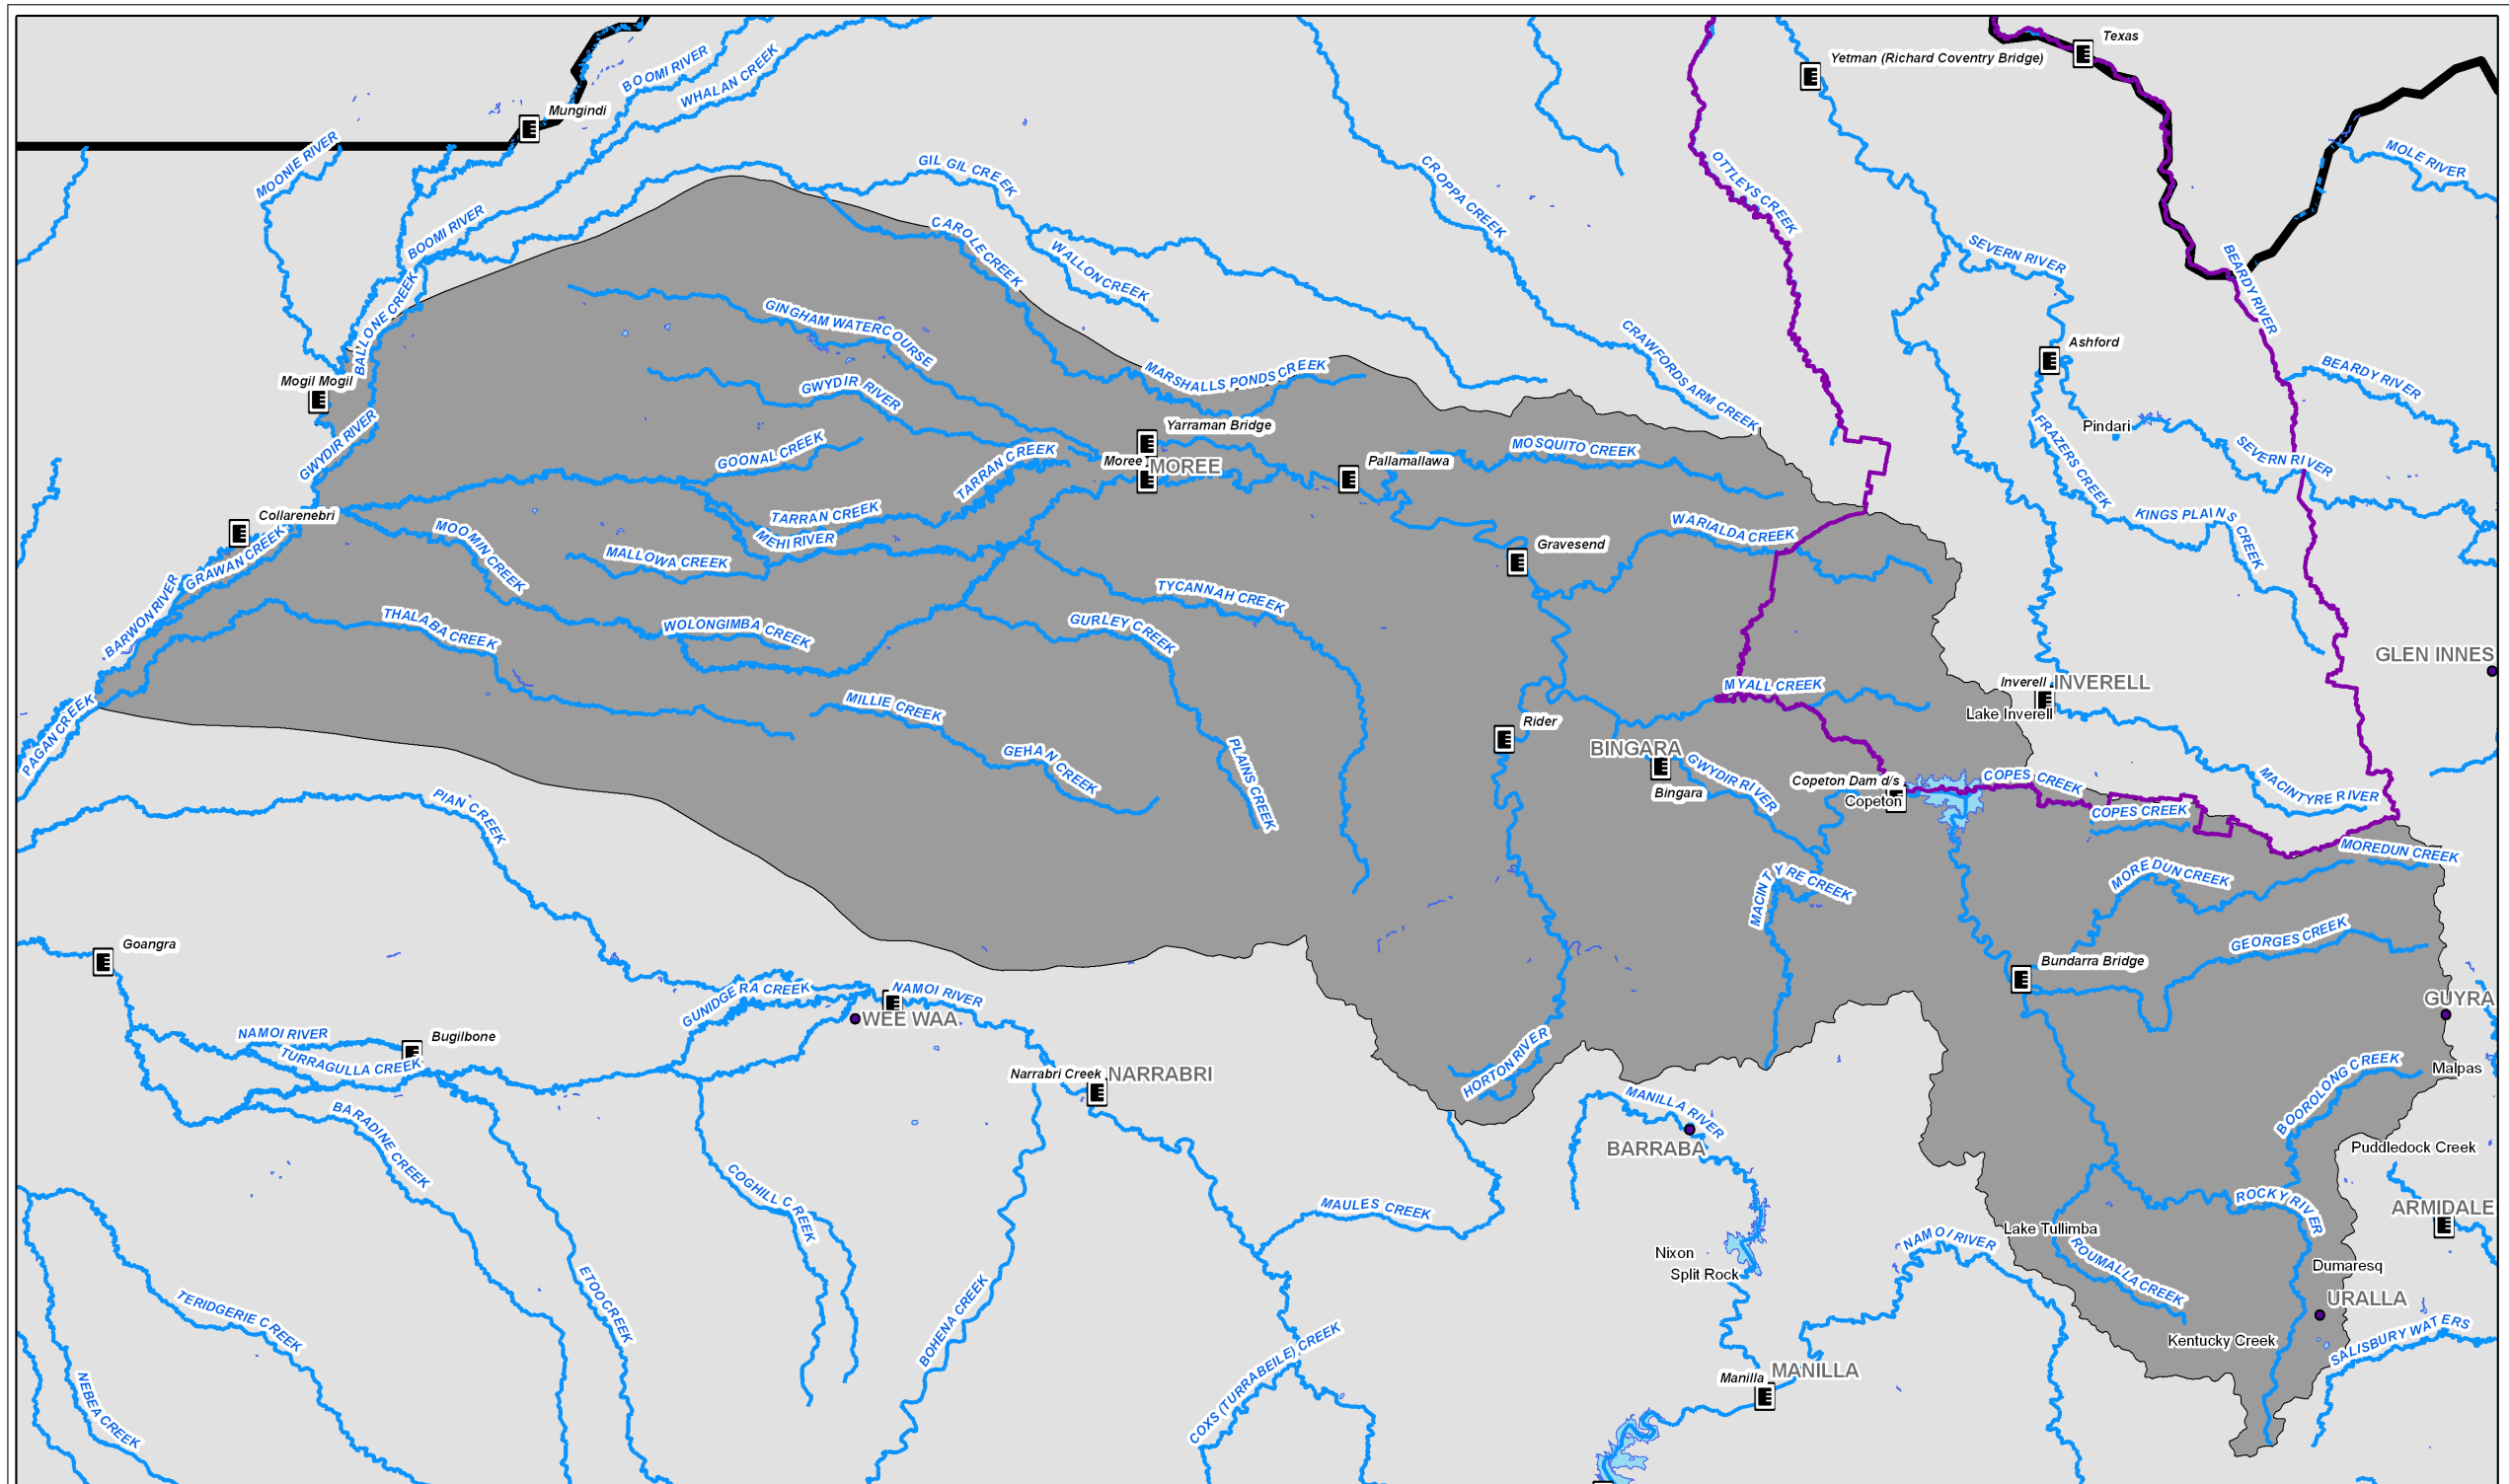 Texas
Yetman (Richard Coventry Bridge)
BOOMI RIVER
WHALAN CREEK
Mungindi
MOONIE RIVER
GIL GIL CREEK
CROPPA CREEK
OTTLEYS CREEK
MOLE RIVER
BOOMI RIVER
CAROLE CREEK
WALLON CREEK
SEVERN RIVER
BEARDY RIVER
BALLONE CREEK
GINGHAM WATERCOURSE
CRAWFORDS ARM CREEK
Ashford
Mogil Mogil
GWYDIR RIVER
MARSHALLS PONDS CREEK
BEARDY RIVER
Yarraman Bridge
Pindari
GWYDIR RIVER
GOONAL CREEK
TARRAN CREEK
Moree
MOREE
Pallamallawa
MOSQUITO CREEK
FRAZERS CREEK
SEVERN RIVER
Collarenebri
TARRAN CREEK
KINGS PLAINS CREEK
GRAWAN CREEK
MOOMIN CREEK
MEHI RIVER
MALLOWA CREEK
Gravesend
WARIALDA CREEK
BARWON RIVER
THALABA CREEK
WOLONGIMBA CREEK
TYCANNAH CREEK
GURLEY CREEK
GLEN INNES
Inverell
INVERELL
Lake Inverell
MYALL CREEK
PAGAN CREEK
MILLIE CREEK
GEHAN CREEK
PLAINS CREEK
Rider
BINGARA
Bingara
GWYDIR RIVER
Copeton Dam d/s
Copeton
COPES CREEK
COPES CREEK
MACINTYRE RIVER
PIAN CREEK
MOREDUN CREEK
MOREDUN CREEK
MACINTYRE CREEK
Goangra
GEORGES CREEK
Bundarra Bridge
GUNIDGERA CREEK
NAMOI RIVER
WEE WAA
GUYRA
NAMOI RIVER
Bugilbone
TURRAGULLA CREEK
Narrabri Creek
NARRABRI
HORTON RIVER
BOOROLONG CREEK
Malpas
BARADINE CREEK
MANILLA RIVER
BARRABA
Puddledock Creek
COGHILL CREEK
MAULES CREEK
ROCKY RIVER
ARMIDALE
Lake Tullimba
NAMOI RIVER
Nixon
Split Rock
ROUMALLA CREEK
Dumaresq
TERIDGERIE CREEK
ETOO CREEK
BOHENA CREEK
URALLA
Kentucky Creek
SALISBURY WATERS
COXS (TURRABEILE) CREEK
NEBEA CREEK
Manilla
MANILLA